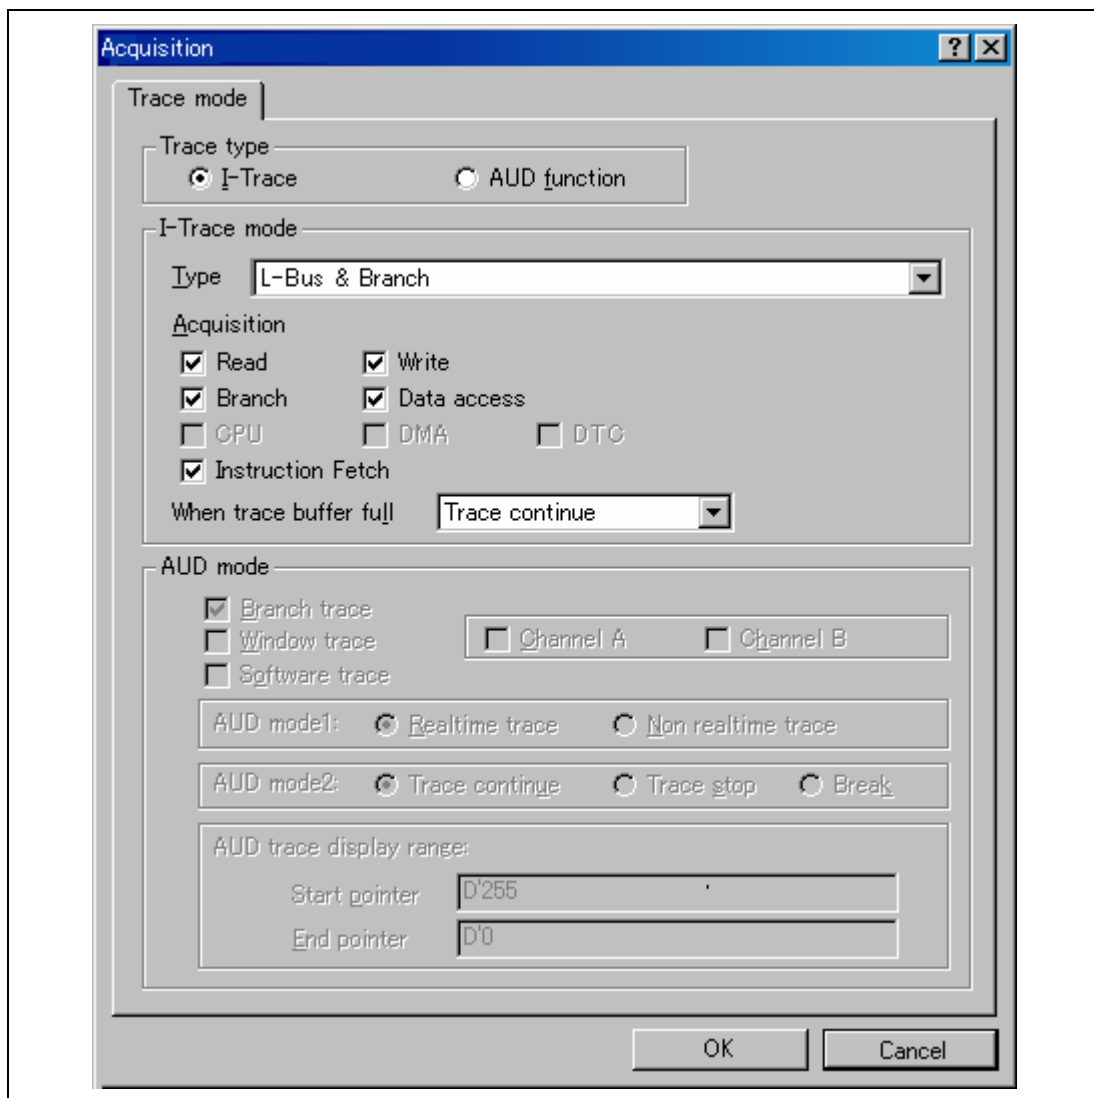 Acquisition
Trace mode
Trace type
I-Trace AUD function
I-Trace mode
Type L-Bus & Branch
Acquisition
Read Write
Branch Data access
CPU DMA DTC
Instruction Fetch
When trace buffer full Trace continue
AUD mode
Branch trace
Window trace Channel A Channel B
Software trace
AUD mode1: Realtime trace Non realtime trace
AUD mode2: Trace continue Trace stop Break
AUD trace display range:
Start pointer D'255
End pointer D'0
OK Cancel